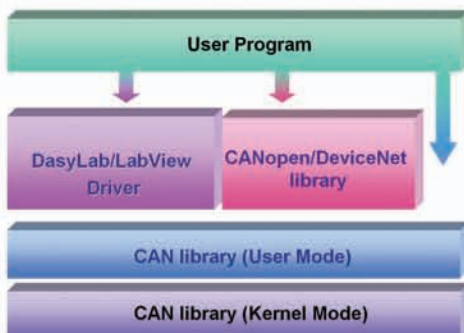 User Program
DasyLab/LabView
Driver
CANopen/DeviceNet
library
CAN library (User Mode)
CAN library (Kernel Mode)